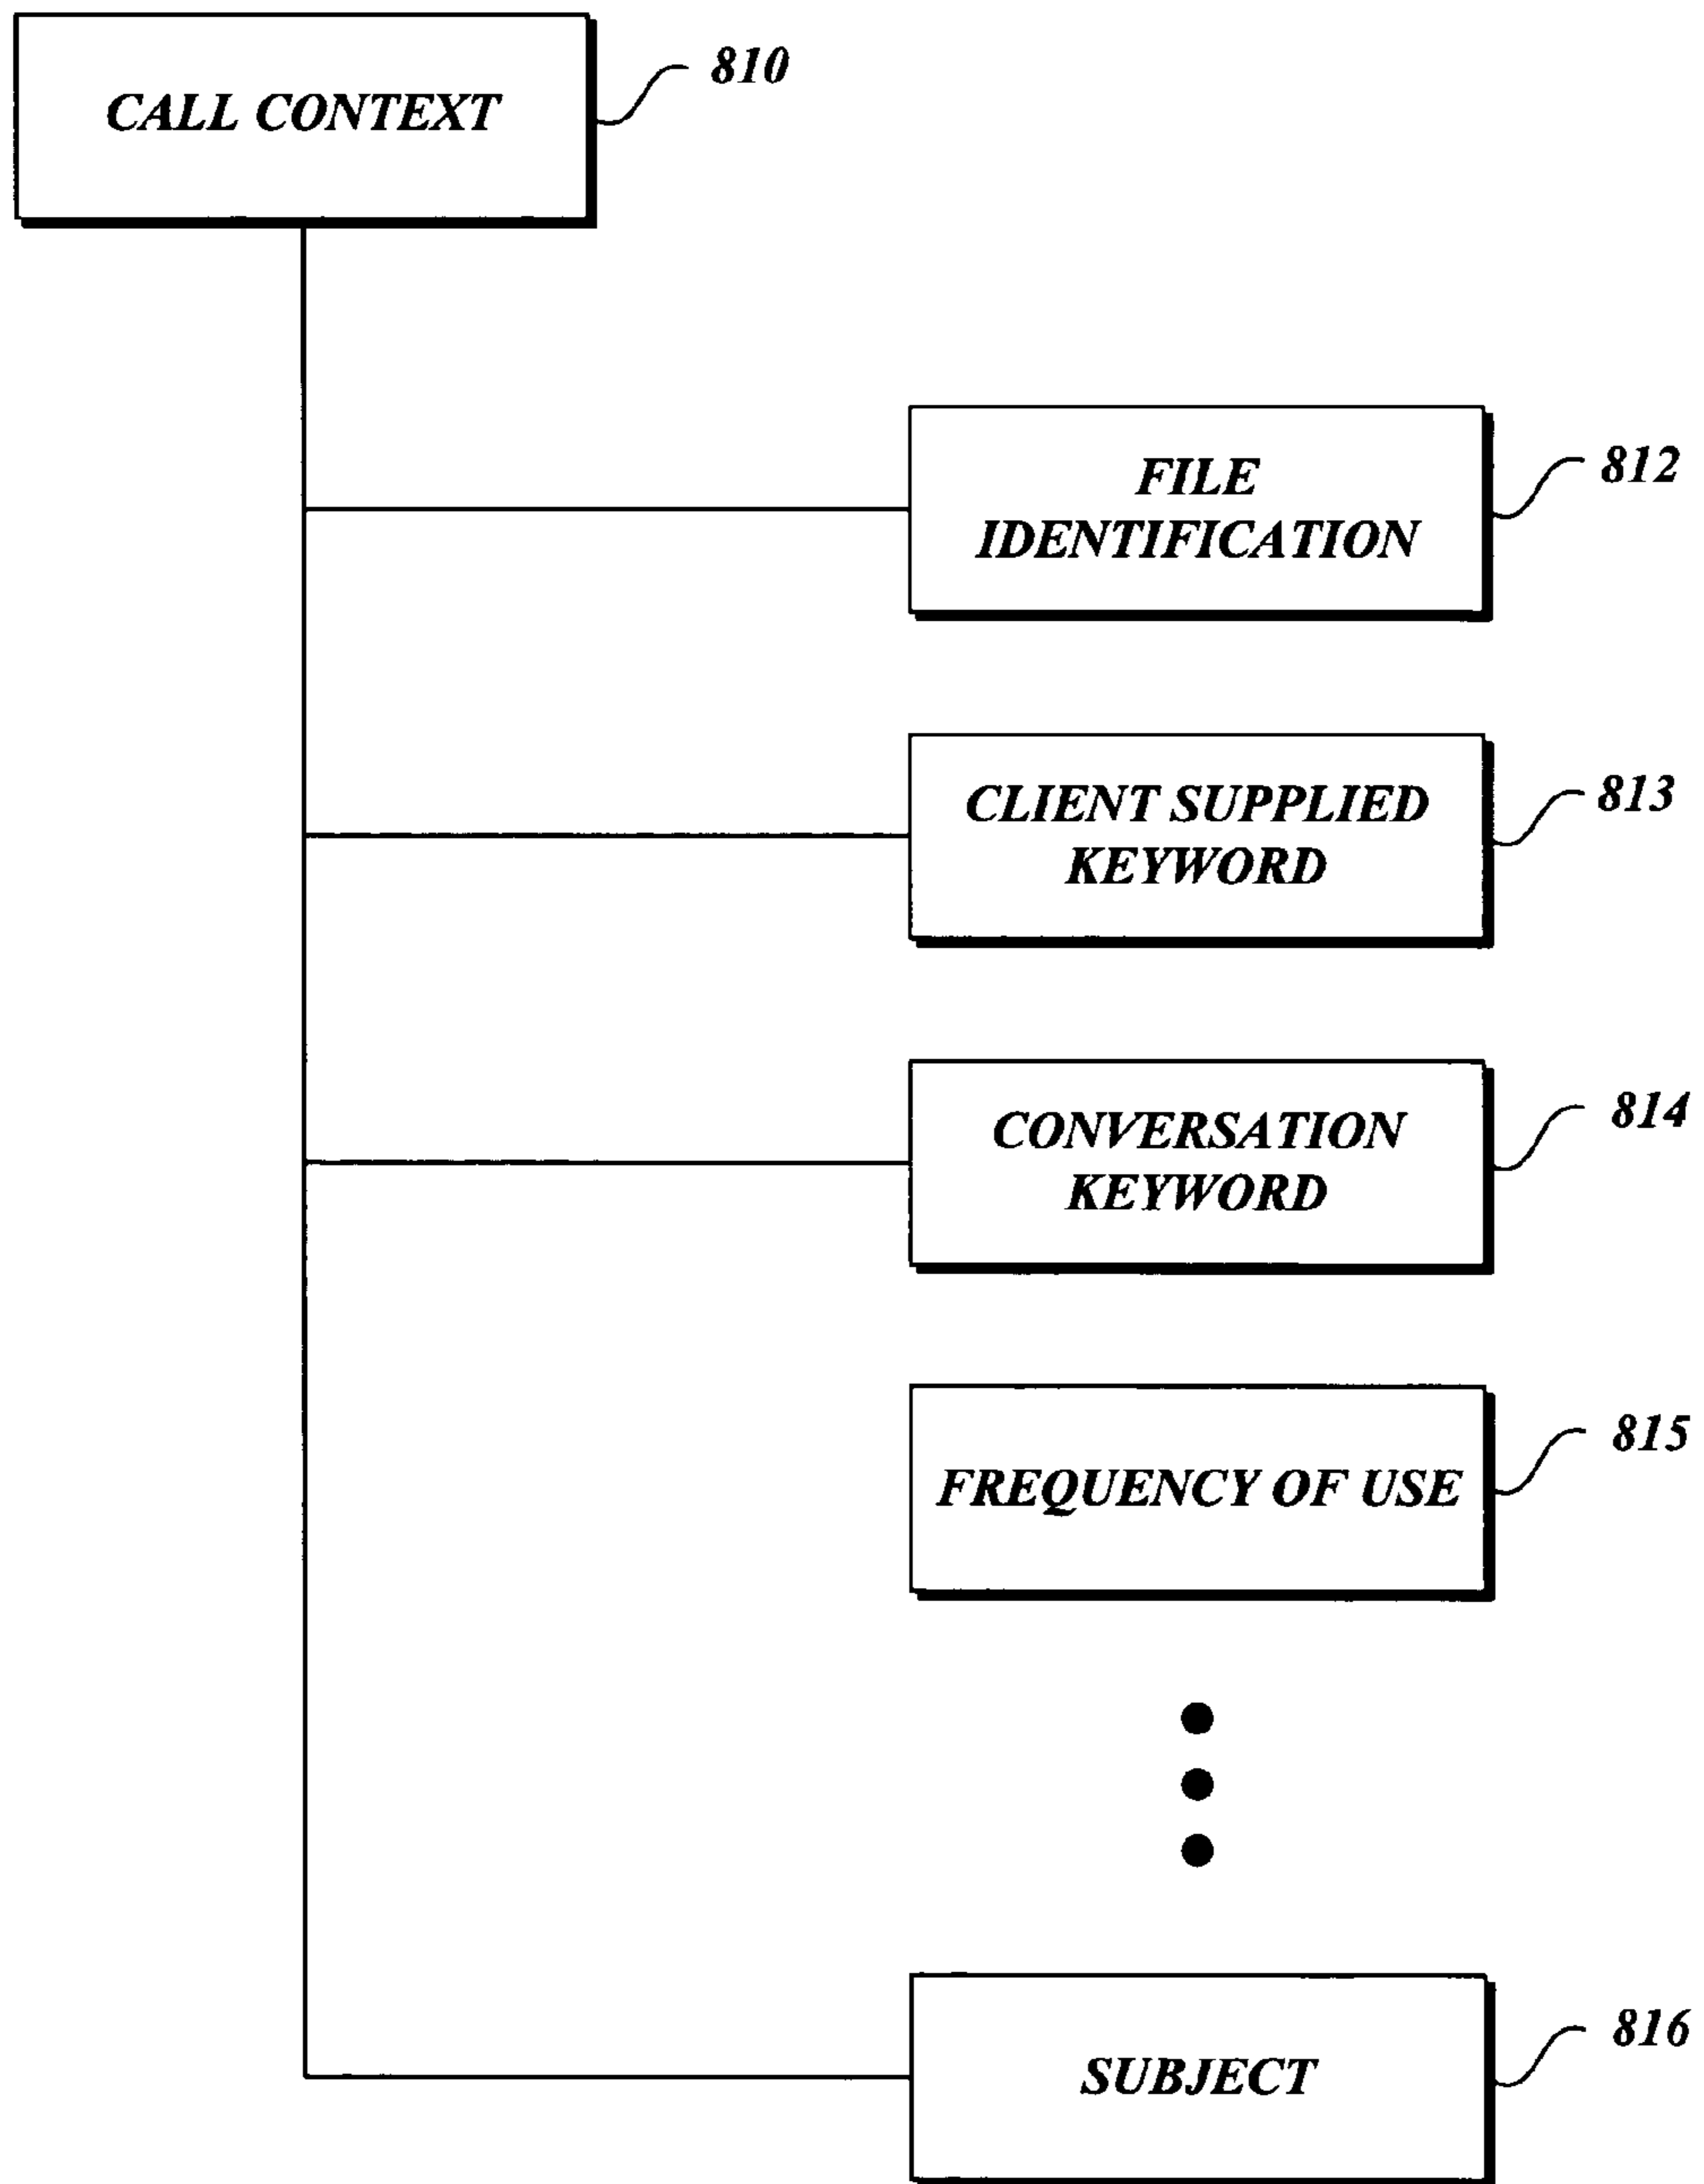 CALL CONTEXT
810
FILE
IDENTIFICATION
812
CLIENT SUPPLIED
KEYWORD
813
CONVERSATION
KEYWORD
814
FREQUENCY OF USE
815
SUBJECT
816